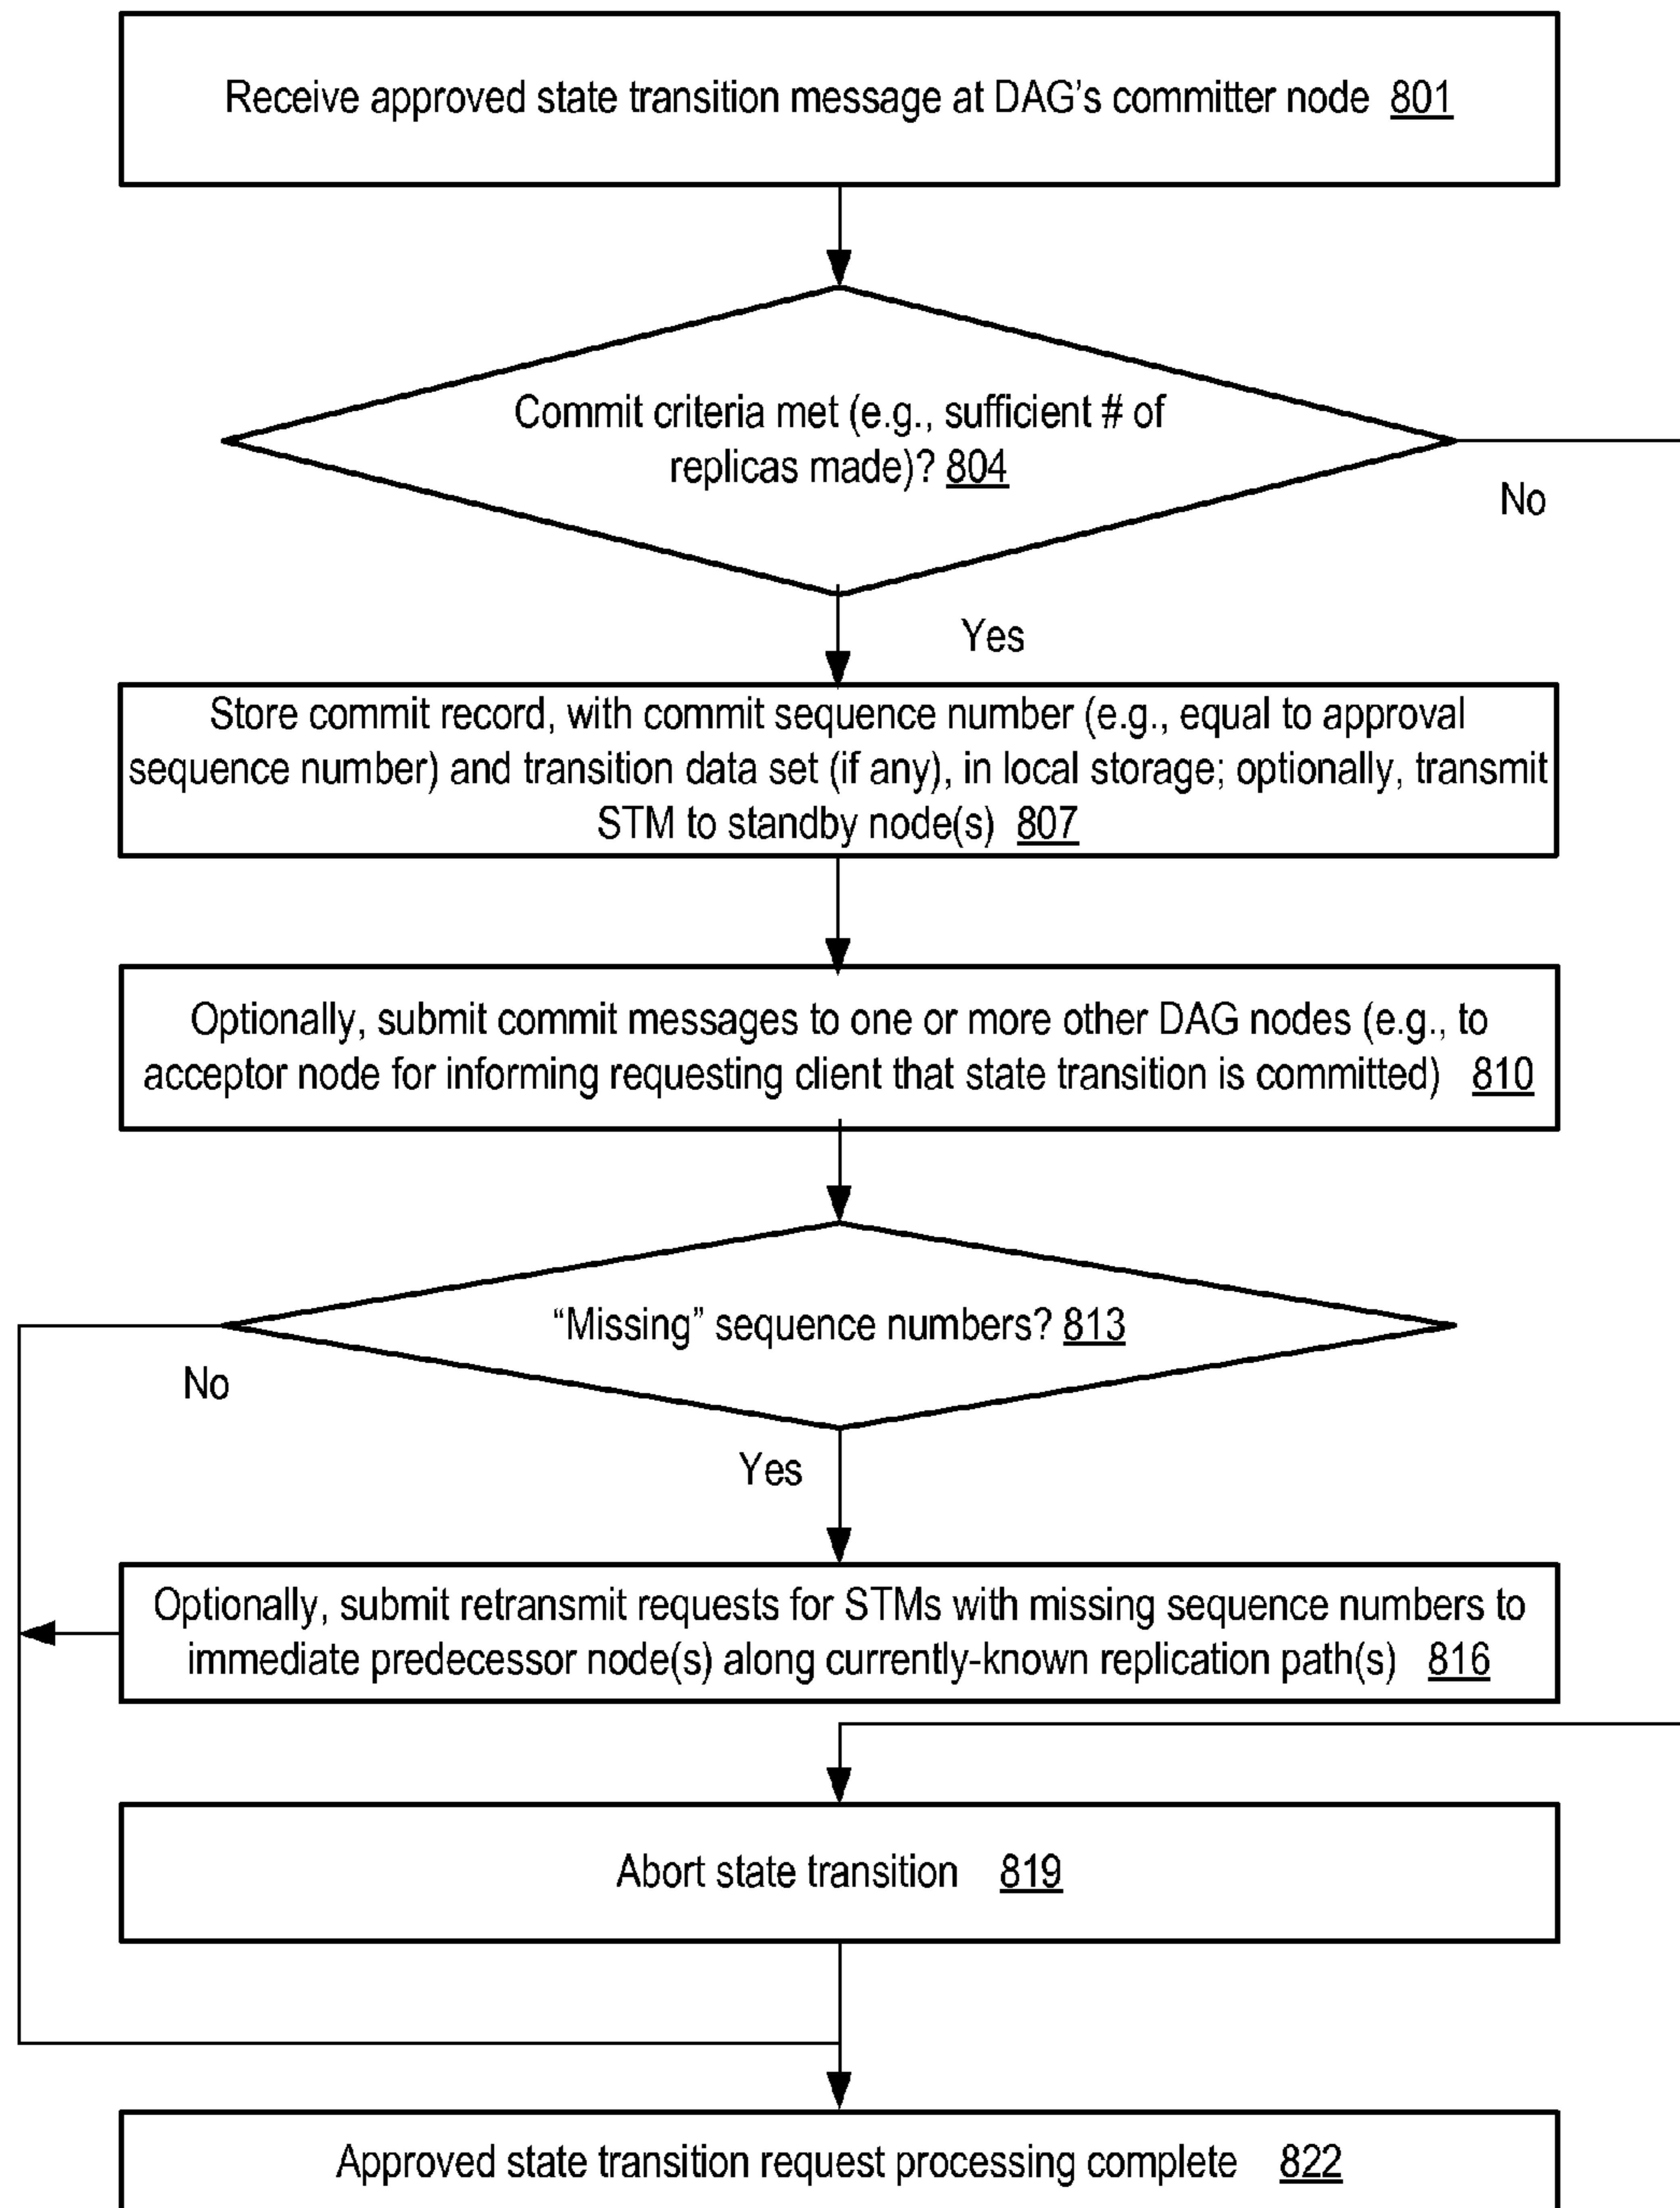 Receive approved state transition message at DAG's committer node 801
Commit criteria met (e.g., sufficient # of
replicas made)? 804
No
Yes
Store commit record, with commit sequence number (e.g., equal to approval
sequence number) and transition data set (if any), in local storage; optionally, transmit
STM to standby node(s) 807
Optionally, submit commit messages to one or more other DAG nodes (e.g., to
acceptor node for informing requesting client that state transition is committed) 810
“Missing” sequence numbers? 813
No
Yes
Optionally, submit retransmit requests for STMs with missing sequence numbers to
immediate predecessor node(s) along currently-known replication path(s) 816
Abort state transition 819
Approved state transition request processing complete 822